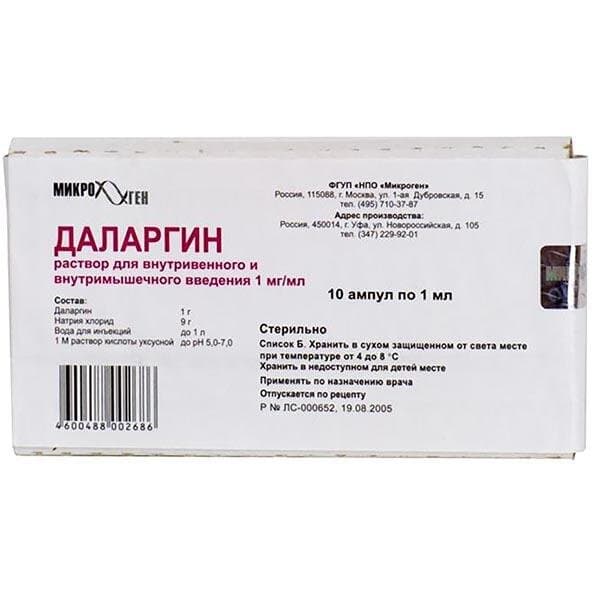 МИКРОГЕН
ФГУП «НПО «Микроген»
Россия, 115088, г. Москва, ул. 1-ая Дубровская, д. 15
тел. (495) 710-37-87
Адрес производства:
Россия, 450014, г. Уфа, ул. Новороссийская, д. 105
тел. (347) 229-92-01
ДАЛАРГИН
раствор для внутривенного и
внутримышечного введения 1 мг/мл
10 ампул по 1 мл
Состав:
Даларгин 1 г
Натрия хлорид 9 г
Вода для инъекций до 1 л
1 М раствор кислоты уксусной до pH 5,0-7,0
Стерильно
Список Б. Хранить в сухом защищенном от света месте
при температуре от 4 до 8 °C
Хранить в недоступном для детей месте
Применять по назначению врача
Отпускается по рецепту
Р № ЛС-000652, 19.08.2005
4600488002686